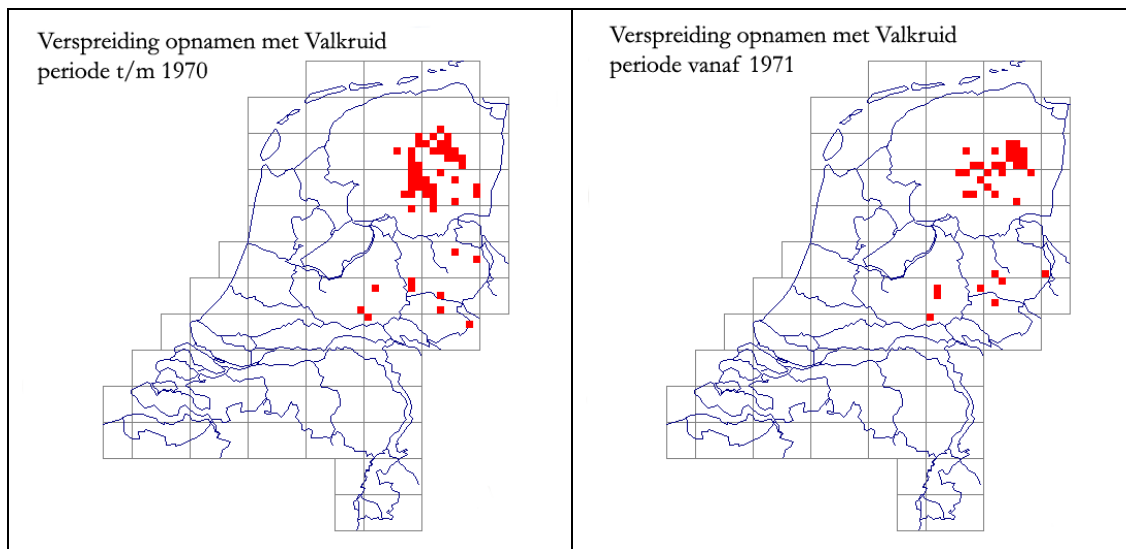 Verspreiding opnamen met Valkruid
periode t/m 1970
Verspreiding opnamen met Valkruid
periode vanaf 1971